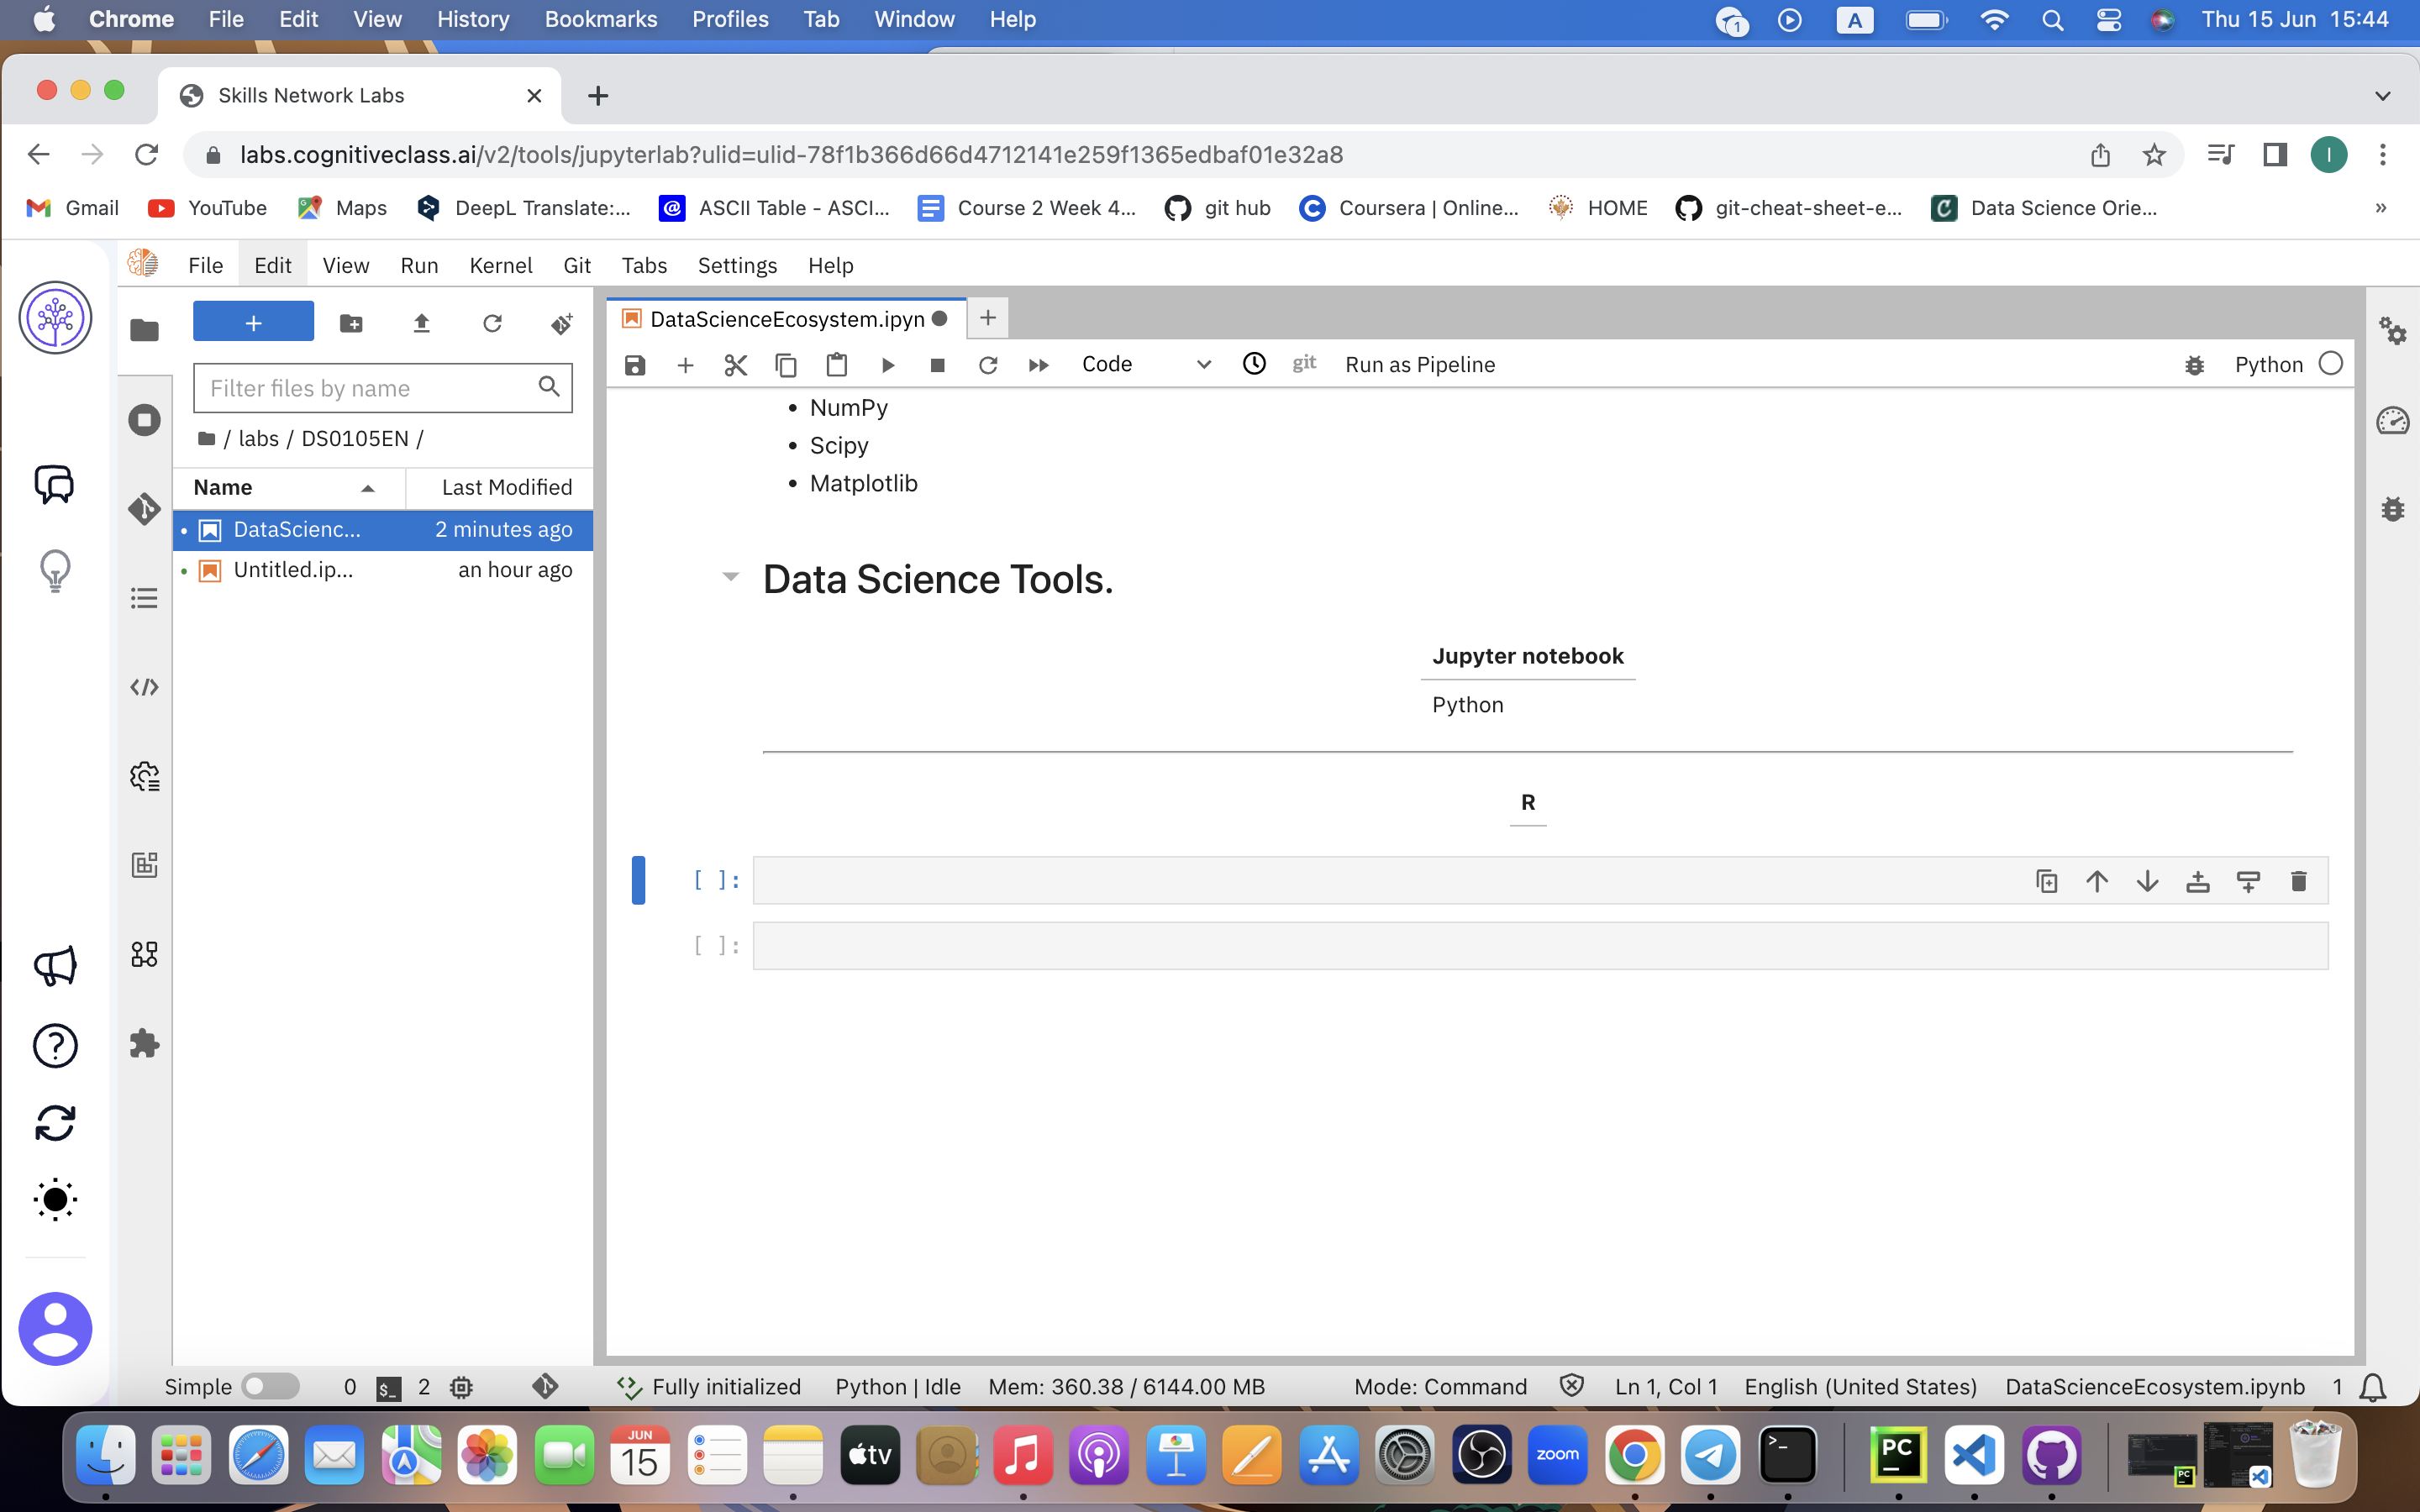 Chrome File Edit View History Bookmarks Profiles Tab Window Help 1 A Thu 15 Jun 15:44
Skills Network Labs
labs.cognitiveclass.ai/v2/tools/jupyterlab?ulid=ulid-78f1b366d66d4712141e259f1365edbaf01e32a8 I
Gmail YouTube Maps DeepL Translate:... @ ASCII Table - ASCI... Course 2 Week 4... git hub Coursera | Online... HOME git-cheat-sheet-e... Data Science Orie... »
File Edit View Run Kernel Git Tabs Settings Help
DataScienceEcosystem.ipyn
Code git Run as Pipeline Python
Filter files by name
/ labs / DS0105EN /
Name Last Modified
DataScienc... 2 minutes ago
Untitled.ip... an hour ago
• NumPy
• Scipy
• Matplotlib
Data Science Tools.
Jupyter notebook
Python
R
[ ]:
[ ]:
Simple 0 $_ 2 Fully initialized Python | Idle Mem: 360.38 / 6144.00 MB Mode: Command Ln 1, Col 1 English (United States) DataScienceEcosystem.ipynb 1
JUN
15
tv
zoom
>_
PC
PC